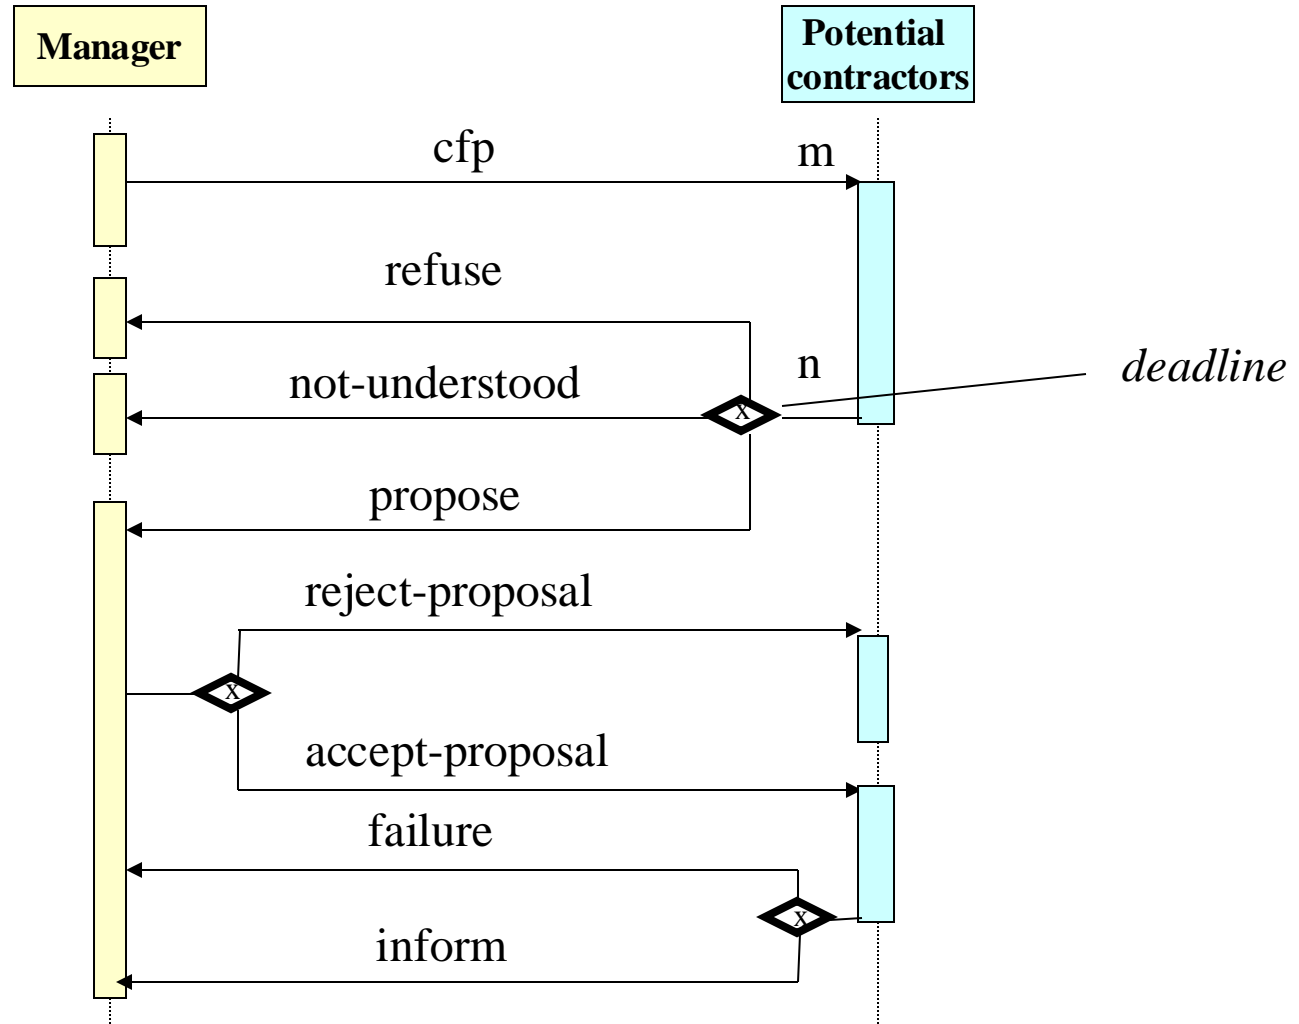 Manager
Potential
contractors
cfp
m
refuse
n
deadline
not-understood
x
propose
reject-proposal
x
accept-proposal
failure
x
inform